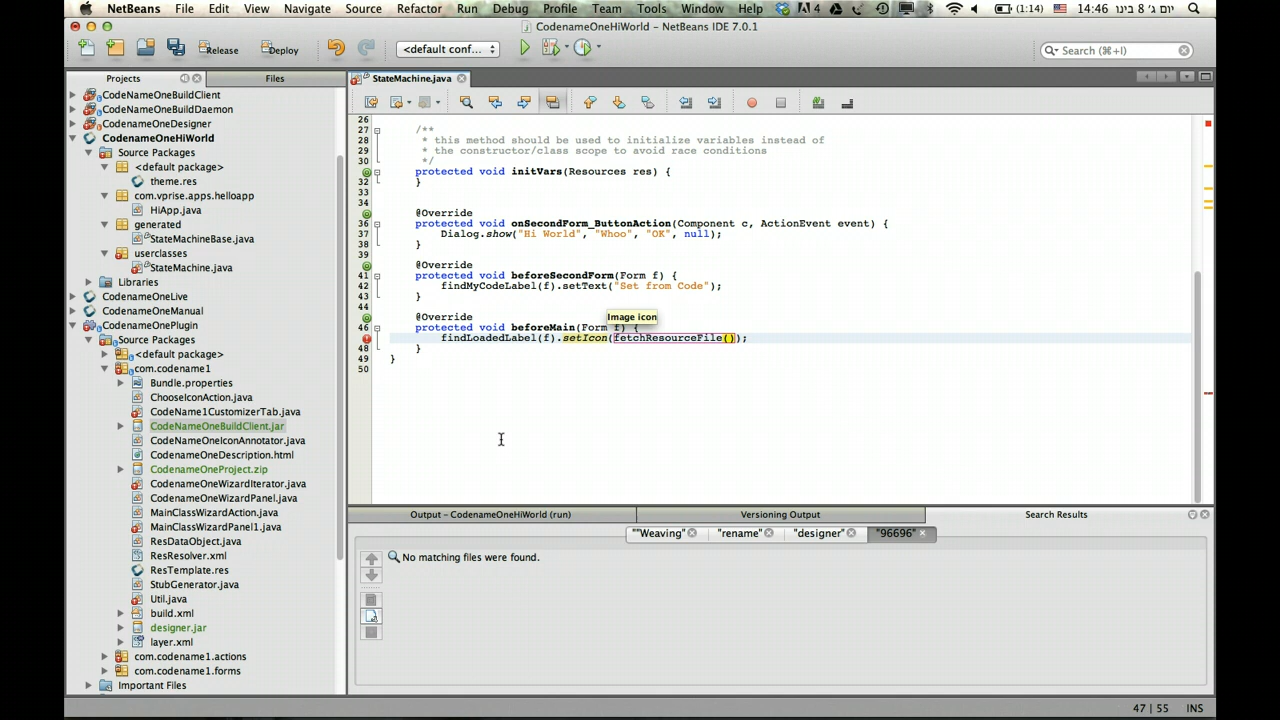 NetBeans File Edit View Navigate Source Refactor Run Debug Profile Team Tools Window Help 4 (1:14) 14:46 יום ג׳ 8 בינו
CodenameOneHiWorld - NetBeans IDE 7.0.1
Release Deploy <default conf... Search (⌘+I)
Projects Files StateMachine.java
CodeNameOneBuildClient
CodeNameOneBuildDaemon
CodenameOneDesigner
CodenameOneHiWorld
Source Packages
<default package>
theme.res
com.vprise.apps.helloapp
HiApp.java
generated
StateMachineBase.java
userclasses
StateMachine.java
Libraries
CodenameOneLive
CodenameOneManual
CodenameOnePlugin
Source Packages
<default package>
com.codename1
Bundle.properties
ChooseIconAction.java
CodeName1CustomizerTab.java
CodeNameOneBuildClient.jar
CodeNameOneIconAnnotator.java
CodenameOneDescription.html
CodenameOneProject.zip
CodenameOneWizardIterator.java
CodenameOneWizardPanel.java
MainClassWizardAction.java
MainClassWizardPanel1.java
ResDataObject.java
ResResolver.xml
ResTemplate.res
StubGenerator.java
Util.java
build.xml
designer.jar
layer.xml
com.codename1.actions
com.codename1.forms
Important Files
26
27 /**
28 * this method should be used to initialize variables instead of
29 * the constructor/class scope to avoid race conditions
30 */
protected void initVars(Resources res) {
32 }
33
34
@Override
36 protected void onSecondForm_ButtonAction(Component c, ActionEvent event) {
37 Dialog.show("Hi World", "Whoo", "OK", null);
38 }
39
@Override
41 protected void beforeSecondForm(Form f) {
42 findMyCodeLabel(f).setText("Set from Code");
43 }
44
@Override
Image icon
46 protected void beforeMain(Form f) {
findLoadedLabel(f).setIcon(fetchResourceFile());
48 }
49 }
50
Output - CodenameOneHiWorld (run) Versioning Output Search Results
""Weaving" "rename" "designer" "96696"
No matching files were found.
47 | 55 INS